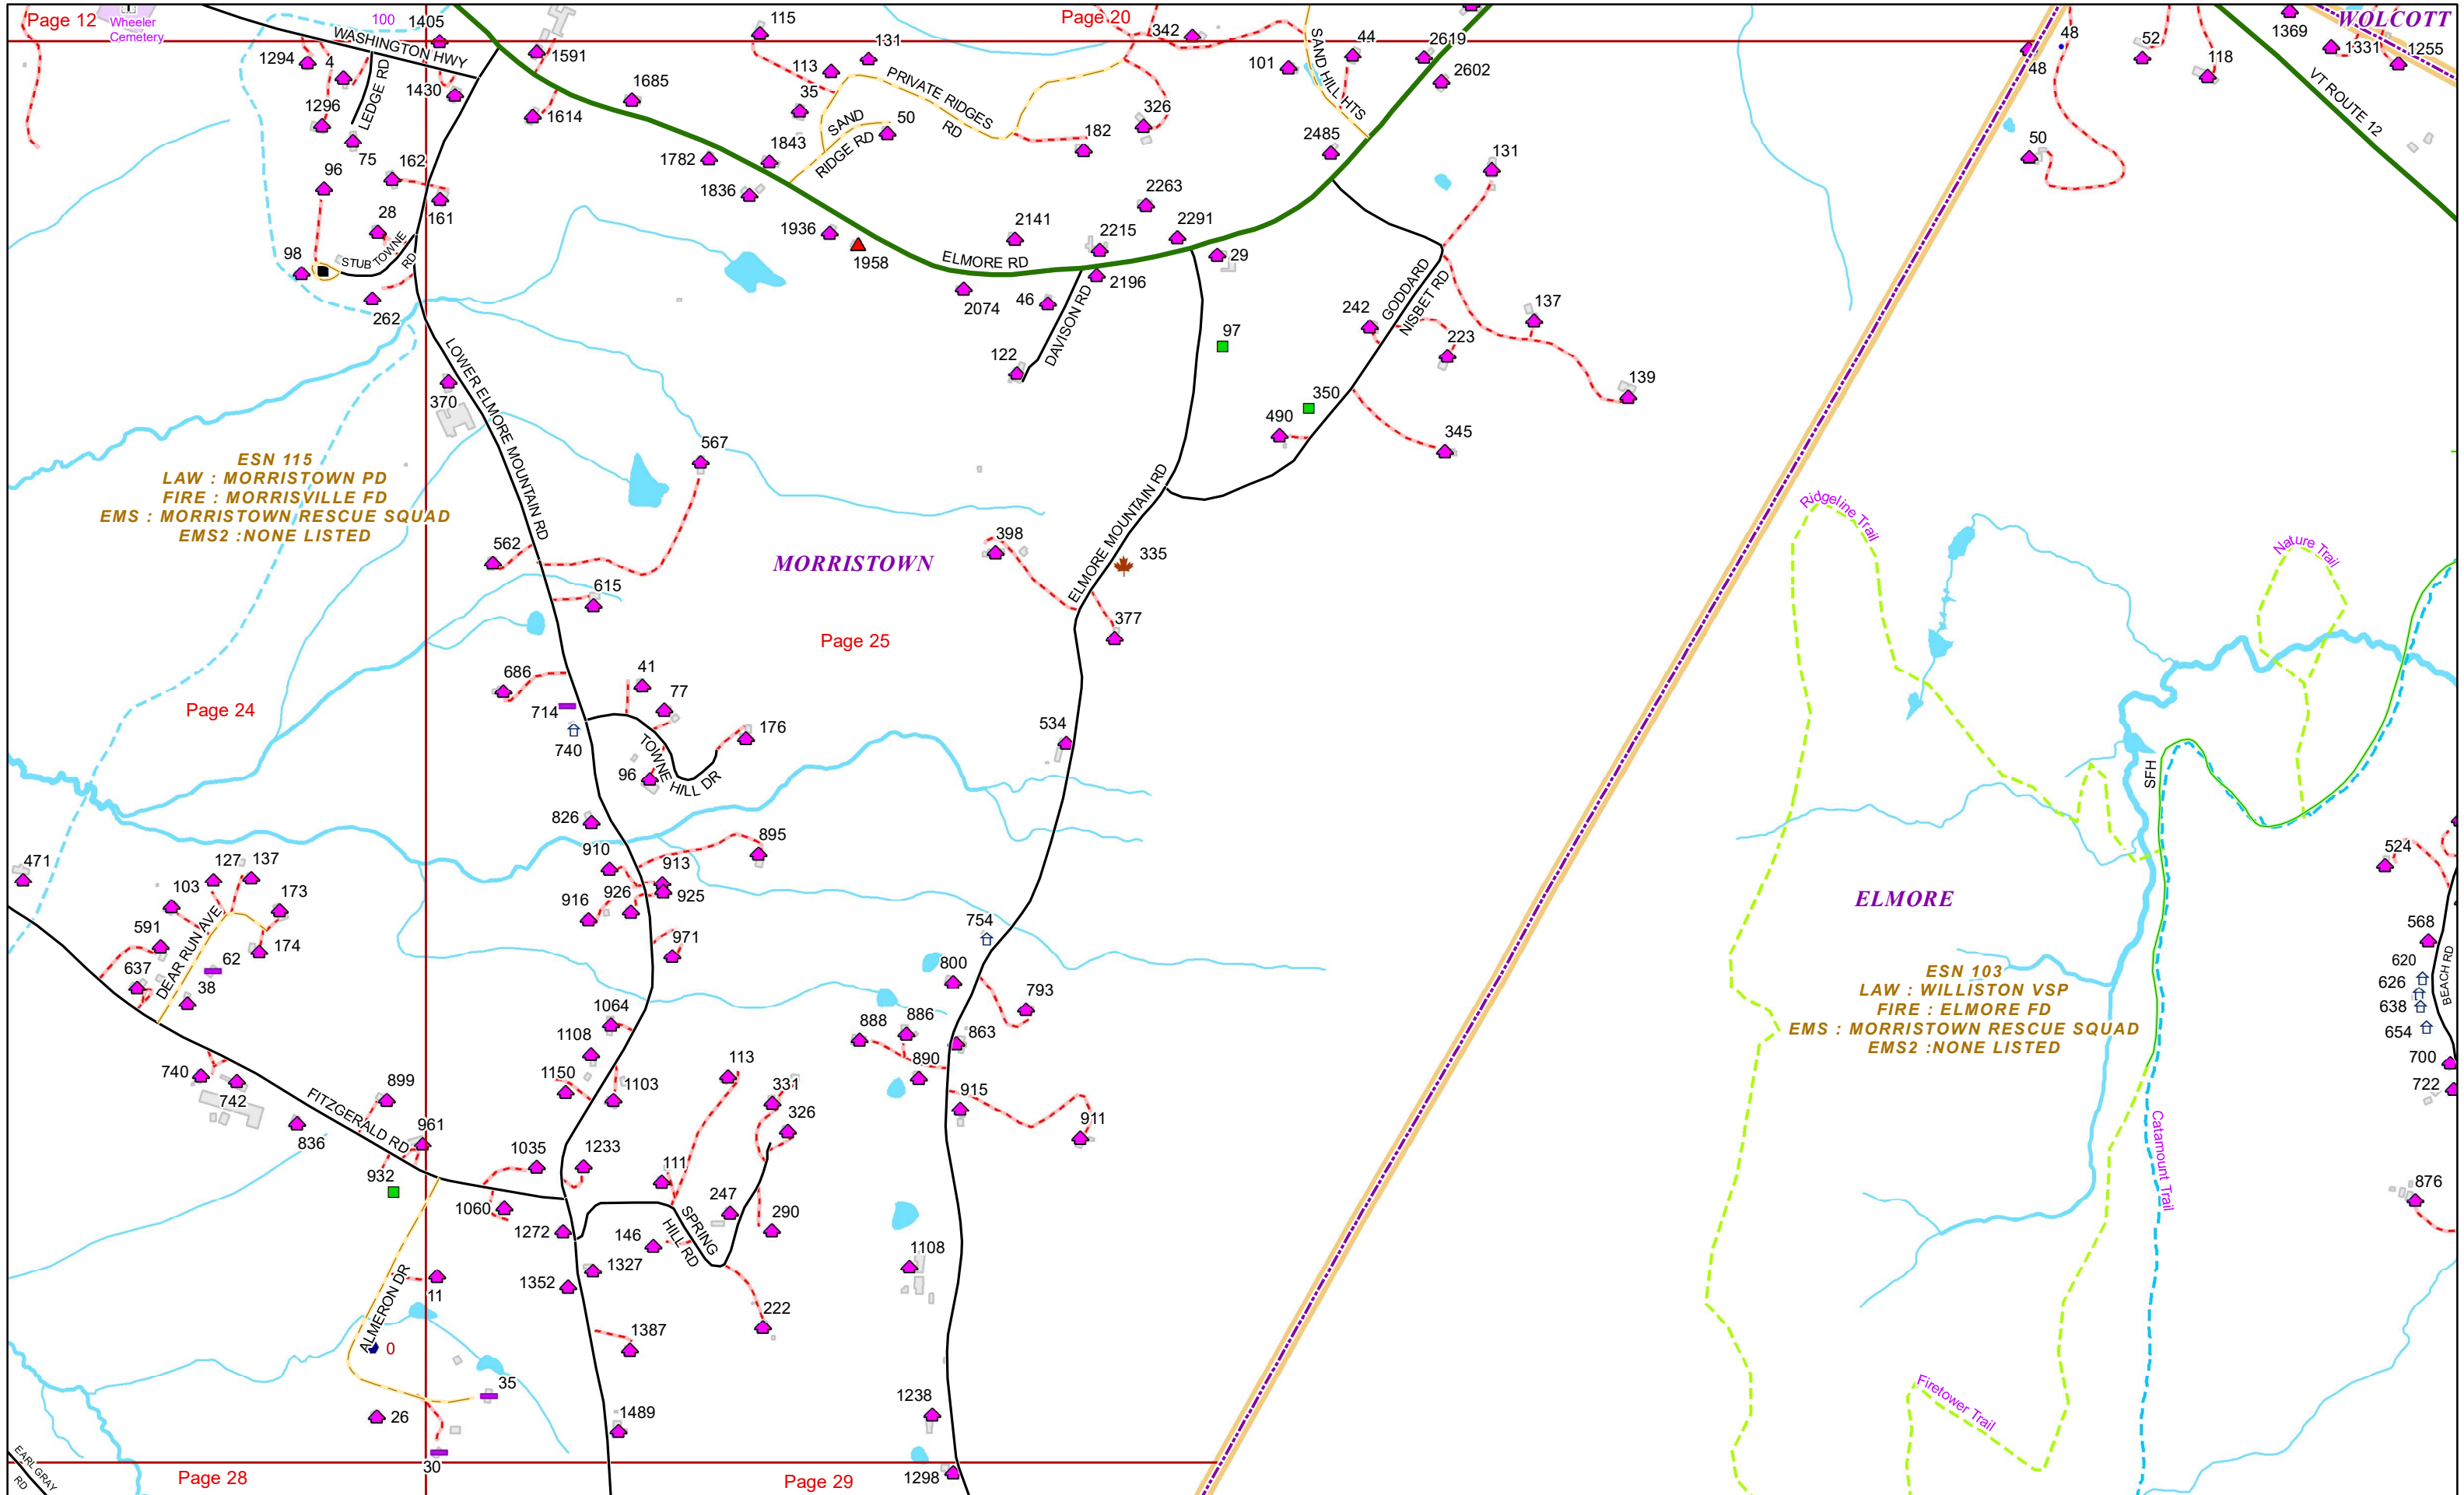 Page 12
Wheeler
Cemetery
100
1405
WASHINGTON HWY
115
131
113
Page 20
342
SAND HILL HTS
44
2619
101
2602
48
48
52
118
1369
WOLCOTT
1331
1255
VT ROUTE 12
1294
4
LEDGE RD
1430
1591
1296
75
1614
1685
35
PRIVATE RIDGES
RD
SAND
RIDGE RD
50
326
182
2485
50
96
162
161
28
1782
1843
1836
131
98
STUB TOWNE
RD
262
1936
1958
2141
2263
2215
2291
29
ELMORE RD
2196
2074
46
DAVISON RD
122
97
242
GODDARD
NISBET RD
223
137
139
LOWER ELMORE MOUNTAIN RD
370
350
490
345
567
ESN 115
LAW : MORRISTOWN PD
FIRE : MORRISVILLE FD
EMS : MORRISTOWN RESCUE SQUAD
EMS2 :NONE LISTED
ELMORE MOUNTAIN RD
Ridgeline Trail
Nature Trail
562
MORRISTOWN
398
335
615
377
Page 25
686
41
77
714
740
176
TOWNE HILL DR
96
Page 24
534
SFH
826
895
910
913
926
925
916
971
471
127
137
103
173
591
174
DEAR RUN AVE
62
637
38
754
800
793
ELMORE
524
568
620
626
638
654
BEACH RD
700
722
ESN 103
LAW : WILLISTON VSP
FIRE : ELMORE FD
EMS : MORRISTOWN RESCUE SQUAD
EMS2 :NONE LISTED
1064
1108
1150
1103
888
886
863
890
915
911
740
742
899
FITZGERALD RD
836
961
932
113
331
326
Catamount Trail
1035
1233
111
247
290
1060
1272
146
SPRING
HILL RD
876
1327
1352
222
1108
ALMERON DR
11
0
1387
35
26
1489
1238
Firetower Trail
EARL GRAY
RD
Page 28
30
Page 29
1298